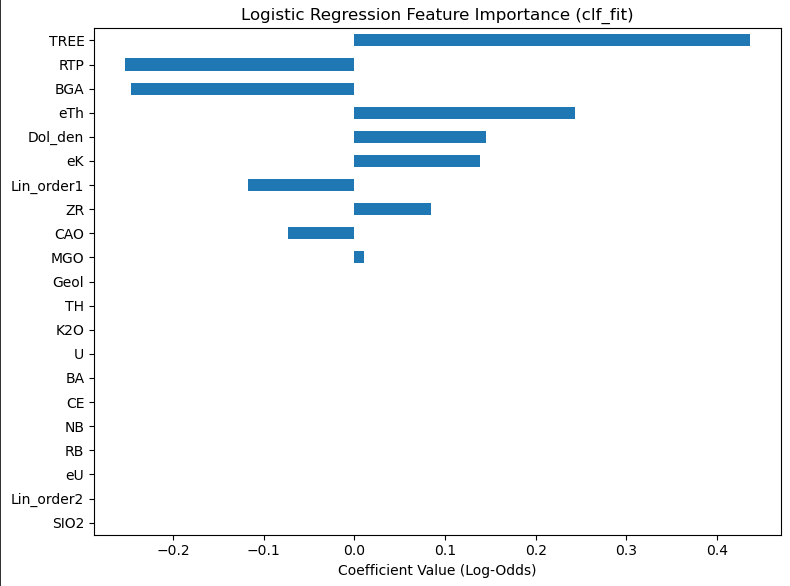 Logistic Regression Feature Importance (clf_fit)
TREE
RTP
BGA
eTh
Dol_den
eK
Lin_order1
ZR
CAO
MGO
Geol
TH
K2O
U
BA
CE
NB
RB
eU
Lin_order2
SIO2
−0.2 −0.1 0.0 0.1 0.2 0.3 0.4
Coefficient Value (Log-Odds)